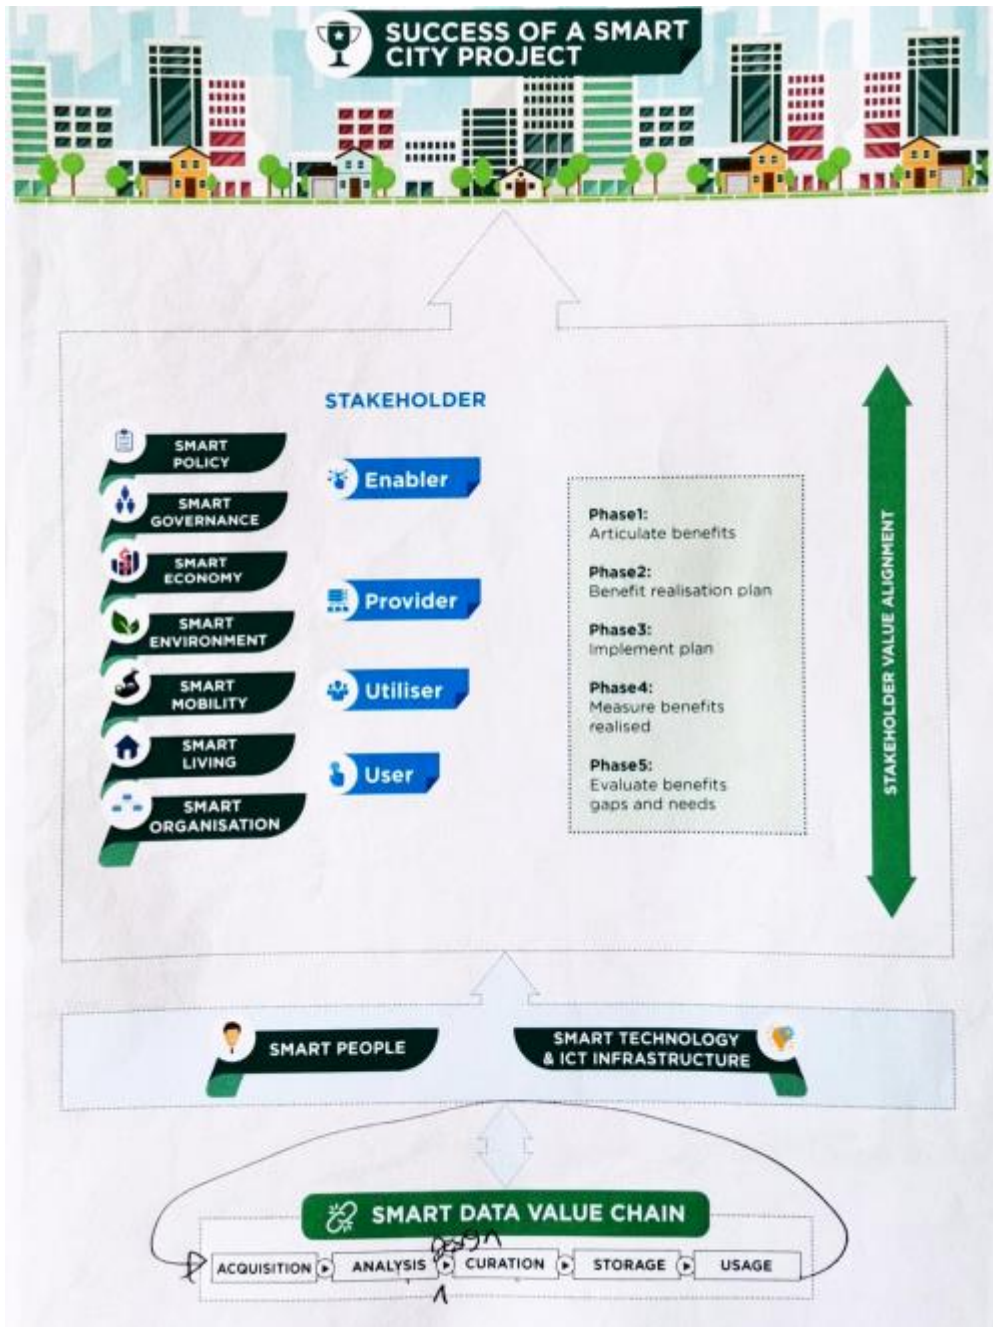 SUCCESS OF A SMART
CITY PROJECT
STAKEHOLDER
SMART
POLICY
SMART
GOVERNANCE
SMART
ECONOMY
SMART
ENVIRONMENT
SMART
MOBILITY
SMART
LIVING
SMART
ORGANISATION
Enabler
Provider
Utiliser
User
Phase1:
Articulate benefits
Phase2:
Benefit realisation plan
Phase3:
Implement plan
Phase4:
Measure benefits
realised
Phase5:
Evaluate benefits
gaps and needs
STAKEHOLDER VALUE ALIGNMENT
SMART PEOPLE
SMART TECHNOLOGY
& ICT INFRASTRUCTURE
SMART DATA VALUE CHAIN
Design
ACQUISITION ANALYSIS CURATION STORAGE USAGE